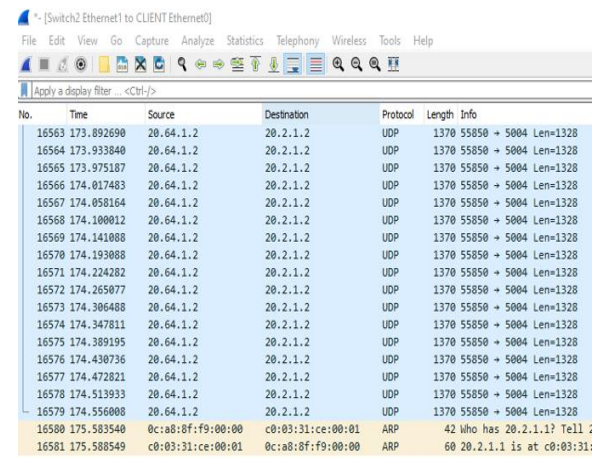 *- [Switch2 Ethernet1 to CLIENT Ethernet0]
File Edit View Go Capture Analyze Statistics Telephony Wireless Tools Help
Apply a display filter ... <Ctrl-/>
No. Time Source Destination Protocol Length Info
16563 173.892690 20.64.1.2 20.2.1.2 UDP 1370 55850 → 5004 Len=1328
16564 173.933840 20.64.1.2 20.2.1.2 UDP 1370 55850 → 5004 Len=1328
16565 173.975187 20.64.1.2 20.2.1.2 UDP 1370 55850 → 5004 Len=1328
16566 174.017483 20.64.1.2 20.2.1.2 UDP 1370 55850 → 5004 Len=1328
16567 174.058164 20.64.1.2 20.2.1.2 UDP 1370 55850 → 5004 Len=1328
16568 174.100012 20.64.1.2 20.2.1.2 UDP 1370 55850 → 5004 Len=1328
16569 174.141088 20.64.1.2 20.2.1.2 UDP 1370 55850 → 5004 Len=1328
16570 174.193088 20.64.1.2 20.2.1.2 UDP 1370 55850 → 5004 Len=1328
16571 174.224282 20.64.1.2 20.2.1.2 UDP 1370 55850 → 5004 Len=1328
16572 174.265077 20.64.1.2 20.2.1.2 UDP 1370 55850 → 5004 Len=1328
16573 174.306488 20.64.1.2 20.2.1.2 UDP 1370 55850 → 5004 Len=1328
16574 174.347811 20.64.1.2 20.2.1.2 UDP 1370 55850 → 5004 Len=1328
16575 174.389195 20.64.1.2 20.2.1.2 UDP 1370 55850 → 5004 Len=1328
16576 174.430736 20.64.1.2 20.2.1.2 UDP 1370 55850 → 5004 Len=1328
16577 174.472821 20.64.1.2 20.2.1.2 UDP 1370 55850 → 5004 Len=1328
16578 174.513933 20.64.1.2 20.2.1.2 UDP 1370 55850 → 5004 Len=1328
16579 174.556008 20.64.1.2 20.2.1.2 UDP 1370 55850 → 5004 Len=1328
16580 175.583540 0c:a8:8f:f9:00:00 c0:03:31:ce:00:01 ARP 42 Who has 20.2.1.1? Tell 2
16581 175.588549 c0:03:31:ce:00:01 0c:a8:8f:f9:00:00 ARP 60 20.2.1.1 is at c0:03:31: